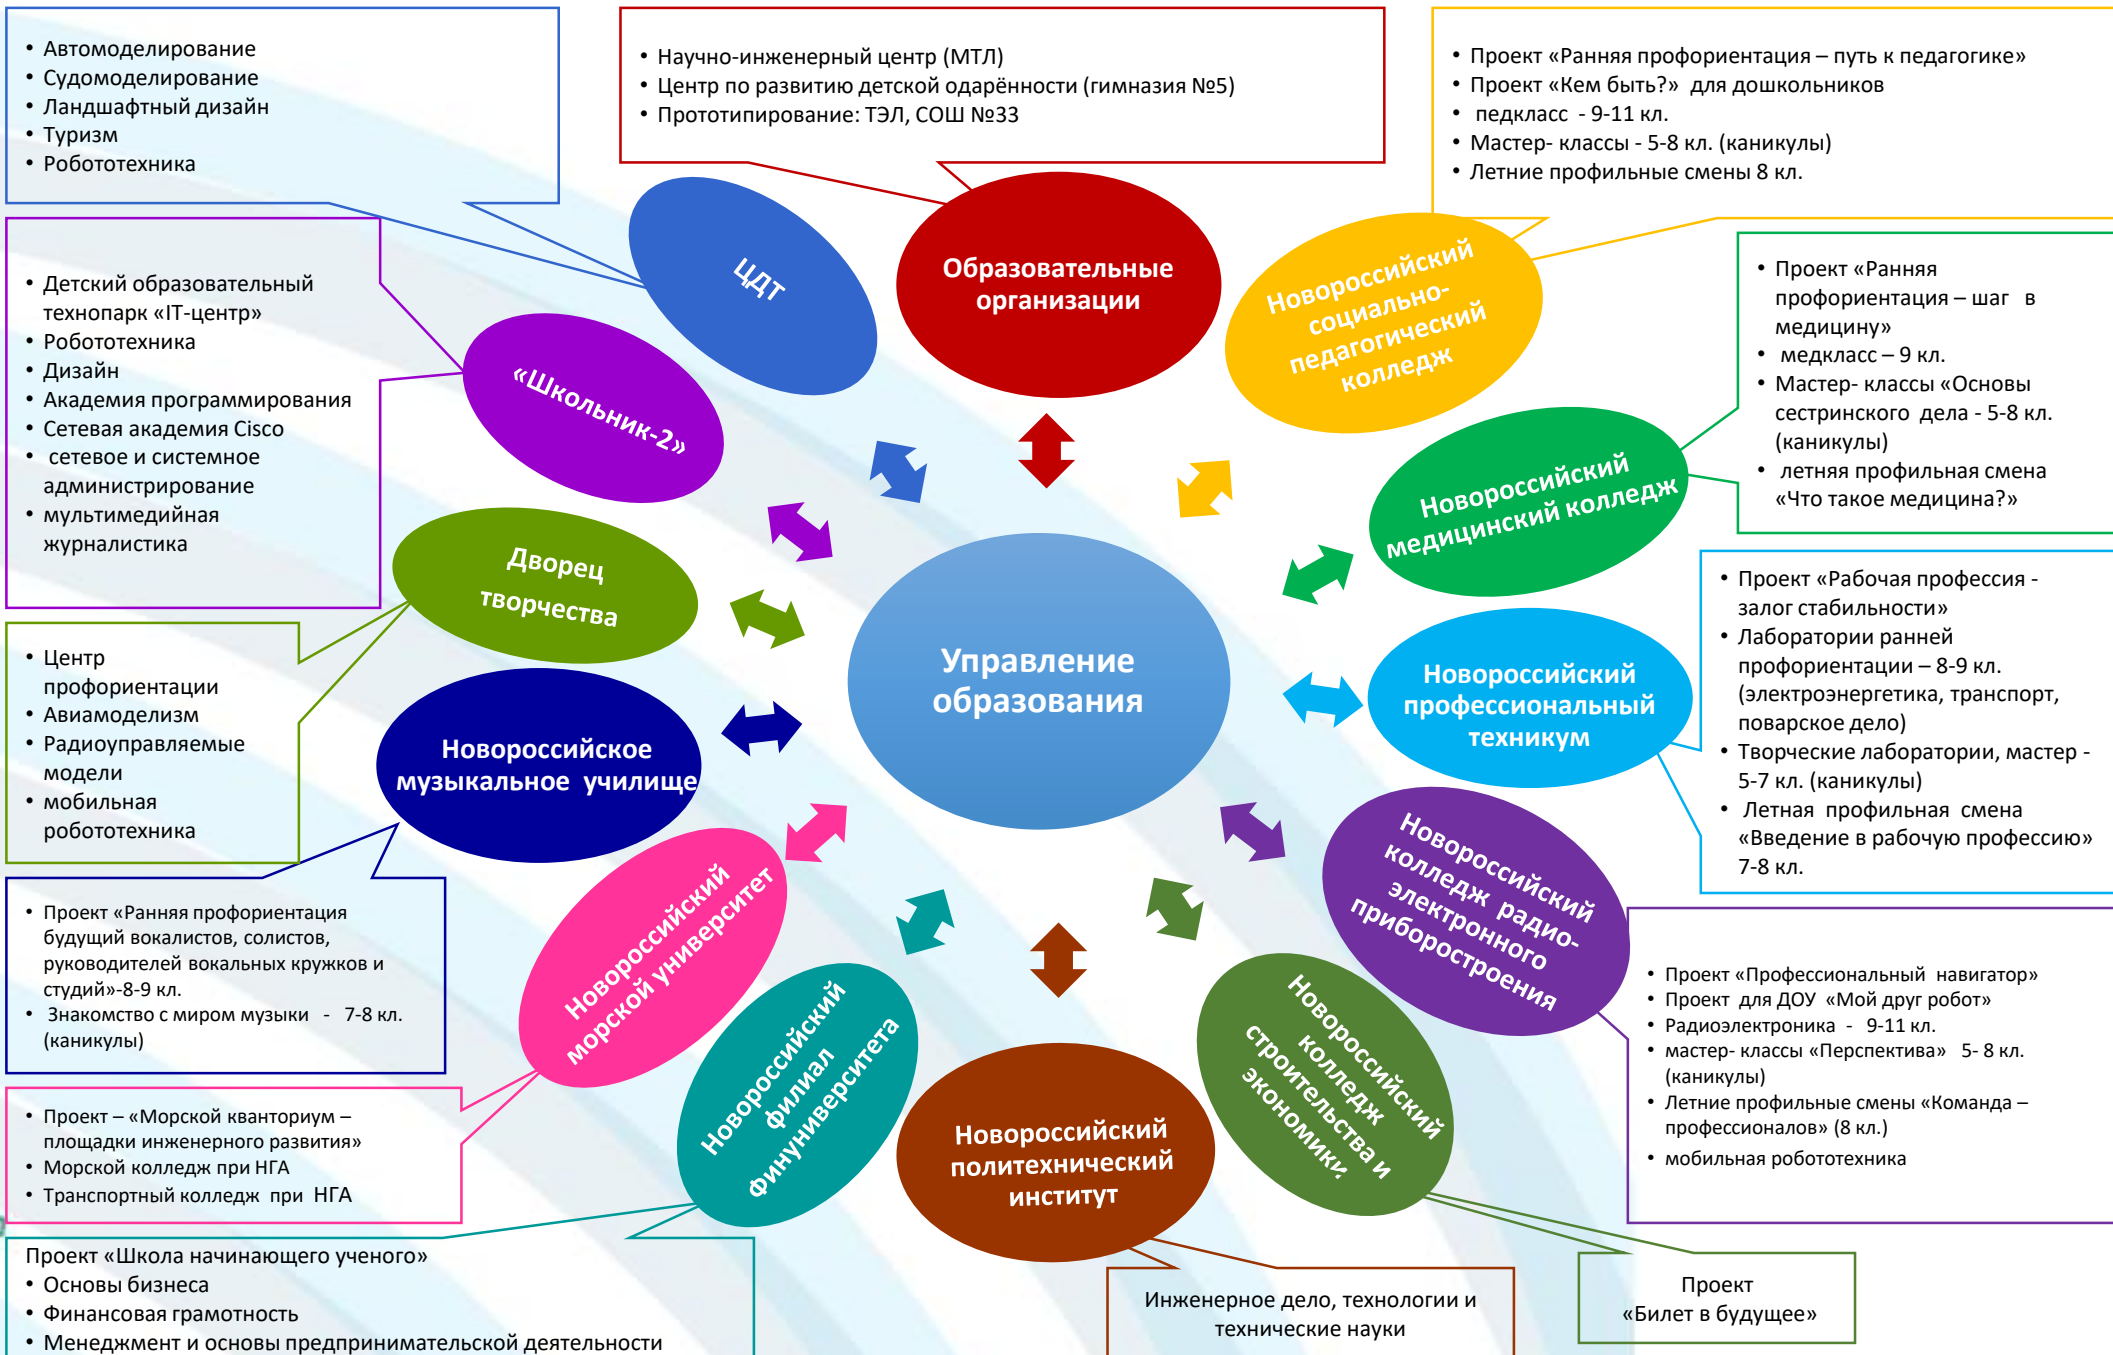 • Автомоделирование
• Судомоделирование
• Ландшафтный дизайн
• Туризм
• Робототехника
• Научно-инженерный центр (МТЛ)
• Центр по развитию детской одарённости (гимназия №5)
• Прототипирование: ТЭЛ, СОШ №33
• Проект «Ранняя профориентация – путь к педагогике»
• Проект «Кем быть?» для дошкольников
• педкласс - 9-11 кл.
• Мастер- классы - 5-8 кл. (каникулы)
• Летние профильные смены 8 кл.
ЦДТ
Образовательные
организации
Новороссийский
социально-
педагогический
колледж
• Детский образовательный
технопарк «IT-центр»
• Робототехника
• Дизайн
• Академия программирования
• Сетевая академия Cisco
• сетевое и системное
администрирование
• мультимедийная
журналистика
«Школьник-2»
• Проект «Ранняя
профориентация – шаг в
медицину»
• медкласс – 9 кл.
• Мастер- классы «Основы
сестринского дела - 5-8 кл.
(каникулы)
• летняя профильная смена
«Что такое медицина?»
Новороссийский
медицинский колледж
Дворец
творчества
• Центр
профориентации
• Авиамоделизм
• Радиоуправляемые
модели
• мобильная
робототехника
Управление
образования
Новороссийский
профессиональный
техникум
• Проект «Рабочая профессия -
залог стабильности»
• Лаборатории ранней
профориентации – 8-9 кл.
(электроэнергетика, транспорт,
поварское дело)
• Творческие лаборатории, мастер -
5-7 кл. (каникулы)
• Летная профильная смена
«Введение в рабочую профессию»
7-8 кл.
Новороссийское
музыкальное училище
• Проект «Ранняя профориентация
будущий вокалистов, солистов,
руководителей вокальных кружков и
студий»-8-9 кл.
• Знакомство с миром музыки - 7-8 кл.
(каникулы)
Новороссийский
морской университет
• Проект – «Морской кванториум –
площадки инженерного развития»
• Морской колледж при НГА
• Транспортный колледж при НГА
Новороссийский
филиал
Финуниверситета
Проект «Школа начинающего ученого»
• Основы бизнеса
• Финансовая грамотность
• Менеджмент и основы предпринимательской деятельности
Новороссийский
политехнический
институт
Инженерное дело, технологии и
технические науки
Новороссийский
колледж
строительства и
экономики
Проект
«Билет в будущее»
Новороссийский
колледж радио-
электронного
приборостроения
• Проект «Профессиональный навигатор»
• Проект для ДОУ «Мой друг робот»
• Радиоэлектроника - 9-11 кл.
• мастер- классы «Перспектива» 5- 8 кл.
(каникулы)
• Летние профильные смены «Команда –
профессионалов» (8 кл.)
• мобильная робототехника